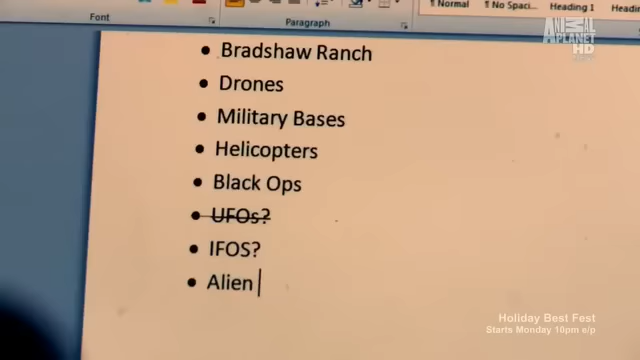 Font
Paragraph
¶ Normal
¶ No Spaci...
Heading 1
Headin
ANIMAL PLANET HD
• Bradshaw Ranch
• Drones
• Military Bases
• Helicopters
• Black Ops
• UFOs?
• IFOS?
• Alien
Holiday Best Fest
Starts Monday 10pm e/p